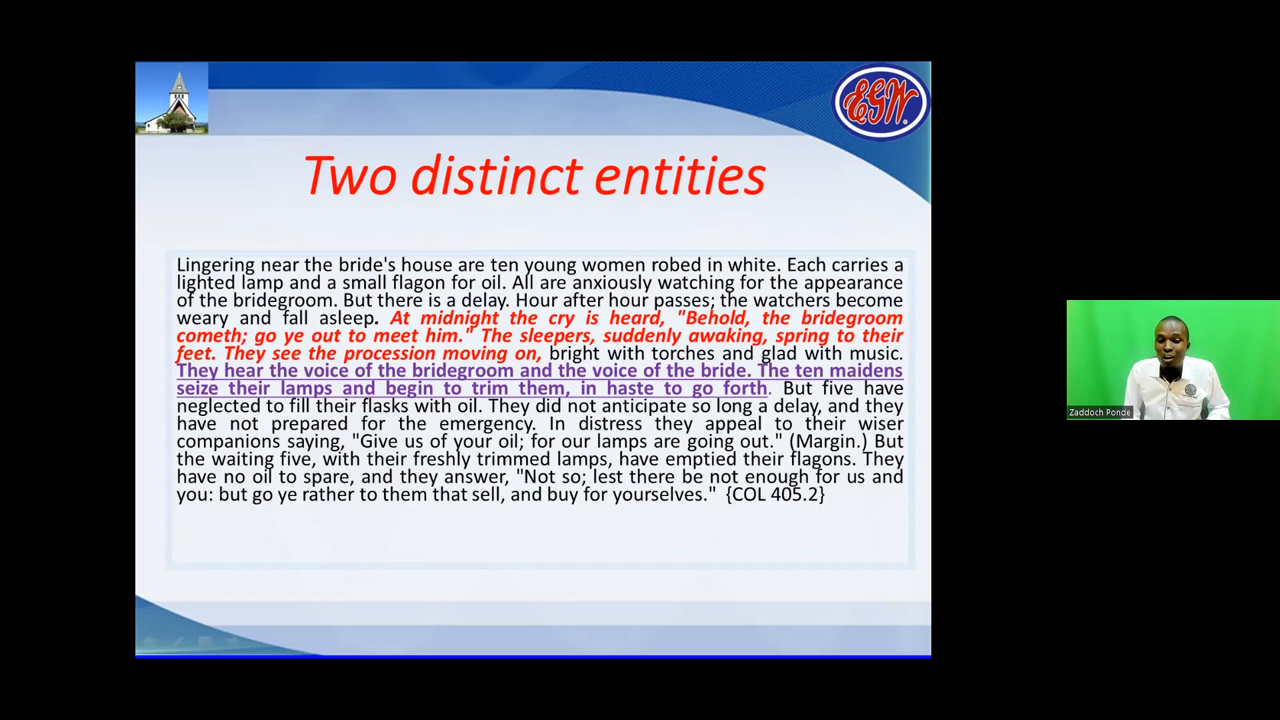 EGW
Two distinct entities
Lingering near the bride's house are ten young women robed in white. Each carries a
lighted lamp and a small flagon for oil. All are anxiously watching for the appearance
of the bridegroom. But there is a delay. Hour after hour passes; the watchers become
weary and fall asleep. At midnight the cry is heard, "Behold, the bridegroom
cometh; go ye out to meet him." The sleepers, suddenly awaking, spring to their
feet. They see the procession moving on, bright with torches and glad with music.
They hear the voice of the bridegroom and the voice of the bride. The ten maidens
seize their lamps and begin to trim them, in haste to go forth. But five have
neglected to fill their flasks with oil. They did not anticipate so long a delay, and they
have not prepared for the emergency. In distress they appeal to their wiser
companions saying, "Give us of your oil; for our lamps are going out." (Margin.) But
the waiting five, with their freshly trimmed lamps, have emptied their flagons. They
have no oil to spare, and they answer, "Not so; lest there be not enough for us and
you: but go ye rather to them that sell, and buy for yourselves." {COL 405.2}
Zaddoch Ponde